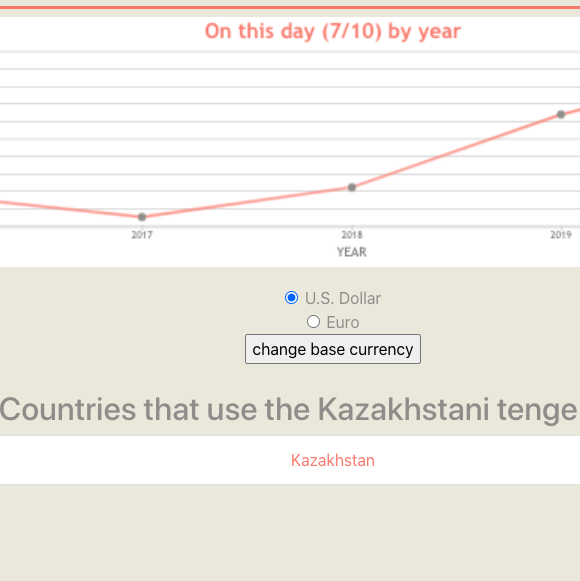 On this day (7/10) by year
2017 2018 2019
YEAR
U.S. Dollar
Euro
change base currency
Countries that use the Kazakhstani tenge
Kazakhstan